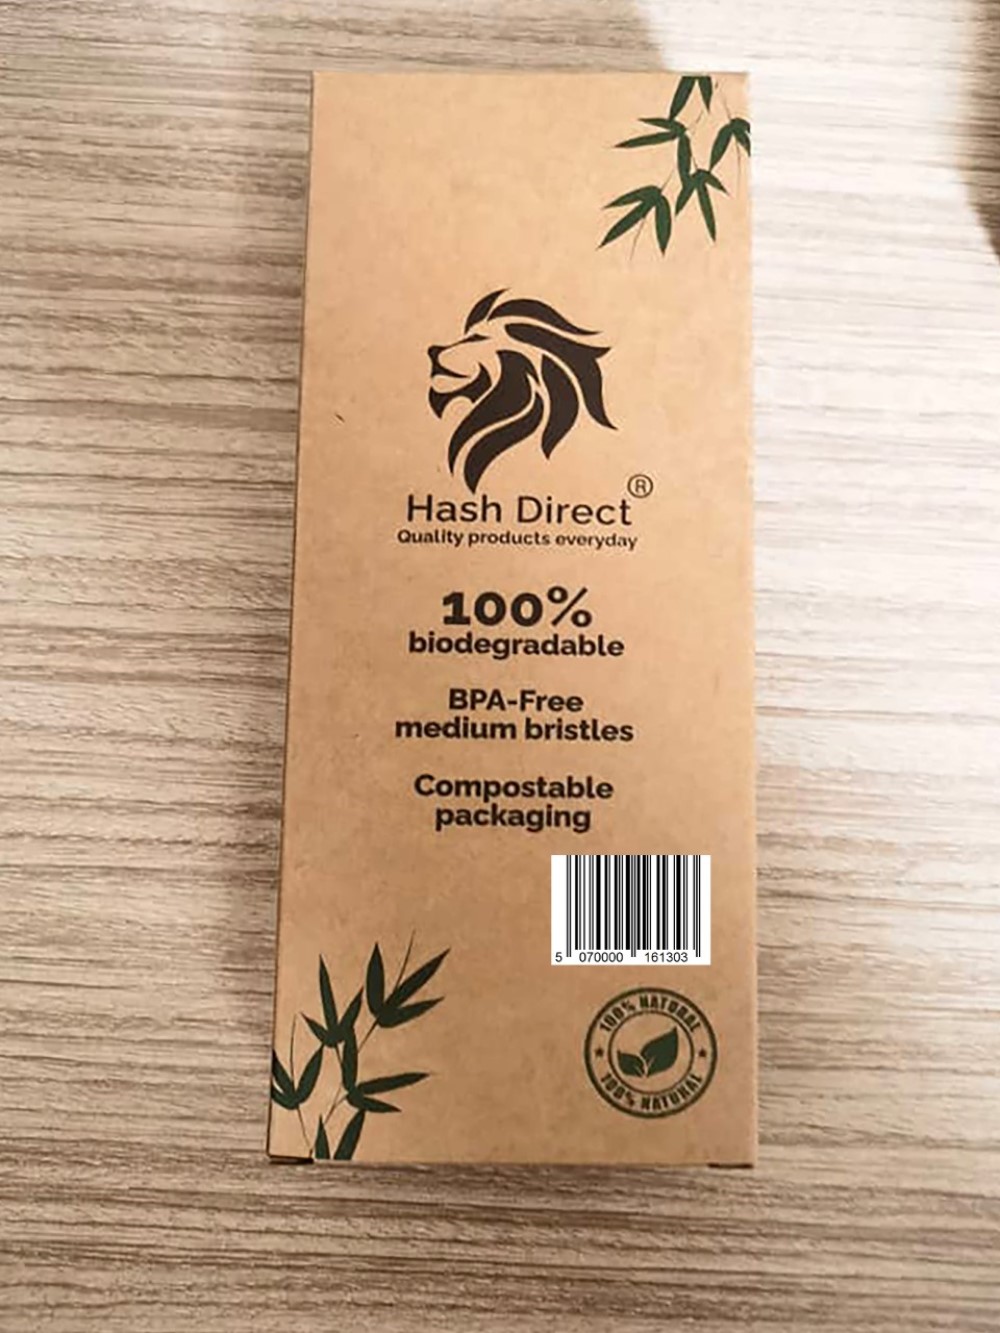 Hash Direct®
Quality products everyday
100%
biodegradable
BPA-Free
medium bristles
Compostable
packaging
5 070000 161303
100% NATURAL
100% NATURAL